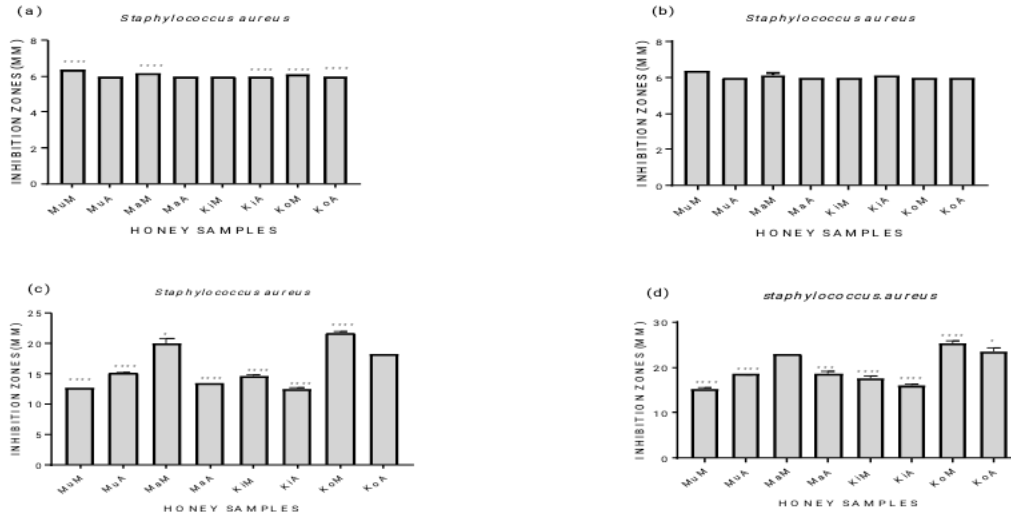 (a)
Staphylococcus aureus
INHIBITION ZONES (MM)
8
6
4
2
0
****
****
****
****
****
MuM
MuA
MaM
MaA
KiM
KiA
KoM
KoA
HONEY SAMPLES
(b)
Staphylococcus aureus
INHIBITION ZONES (MM)
8
6
4
2
0
MuM
MuA
MaM
MaA
KiM
KiA
KoM
KoA
HONEY SAMPLES
(c)
Staphylococcus aureus
INHIBITION ZONES (MM)
25
20
15
10
5
0
****
****
*
****
****
****
****
MuM
MuA
MaM
MaA
KiM
KiA
KoM
KoA
HONEY SAMPLES
(d)
staphylococcus.aureus
INHIBITION ZONES (MM)
30
20
10
0
****
****
***
****
****
****
*
MuM
MuA
MaM
MaA
KiM
KiA
KoM
KoA
HONEY SAMPLES